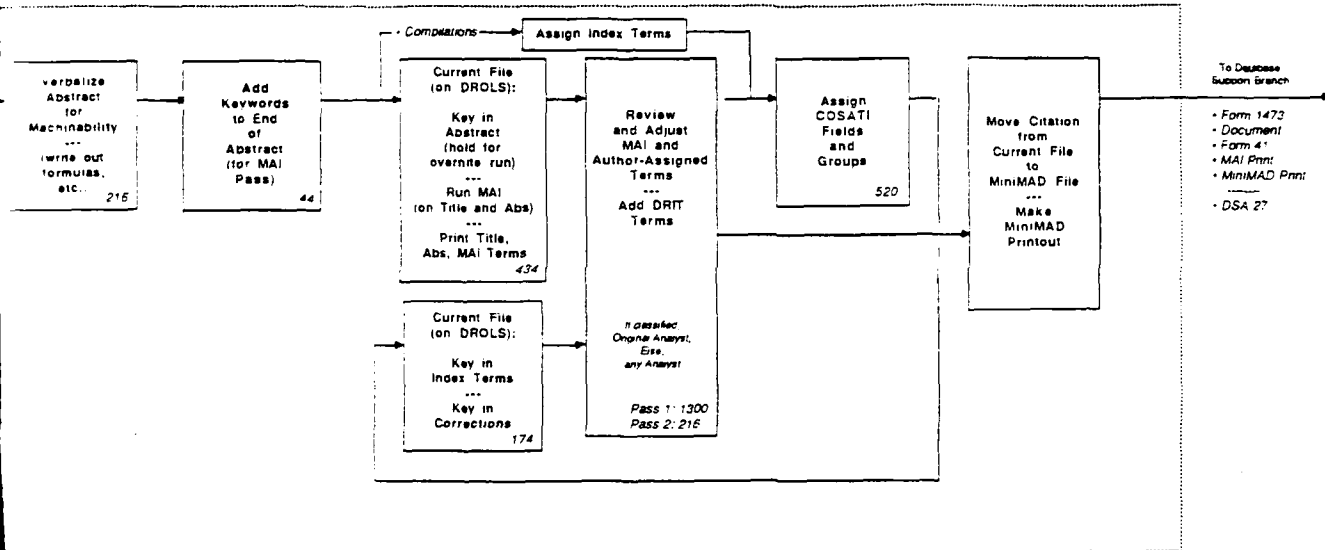 - Compilations
Assign Index Terms
Verbalize
Abstract
for
Machinability
---
(write out
formulas,
etc..
216
Add
Keywords
to End
of
Abstract
(for MAI
Pass)
44
Current File
(on DROLS):
Key in
Abstract
(hold for
overnite run)
---
Run MAI
(on Title and Abs)
---
Print Title,
Abs, MAI Terms
434
Review
and Adjust
MAI and
Author-Assigned
Terms
---
Add DRIT
Terms
If classified,
Original Analyst,
Else,
any Analyst
Pass 1: 1300
Pass 2: 216
Assign
COSATI
Fields
and
Groups
520
Move Citation
from
Current File
to
MiniMAD File
---
Make
MiniMAD
Printout
To Database
Support Branch
- Form 1473
- Document
- Form 41
- MAI Print
- MiniMAD Print
- DSA 27
Current File
(on DROLS):
Key in
Index Terms
---
Key in
Corrections
174